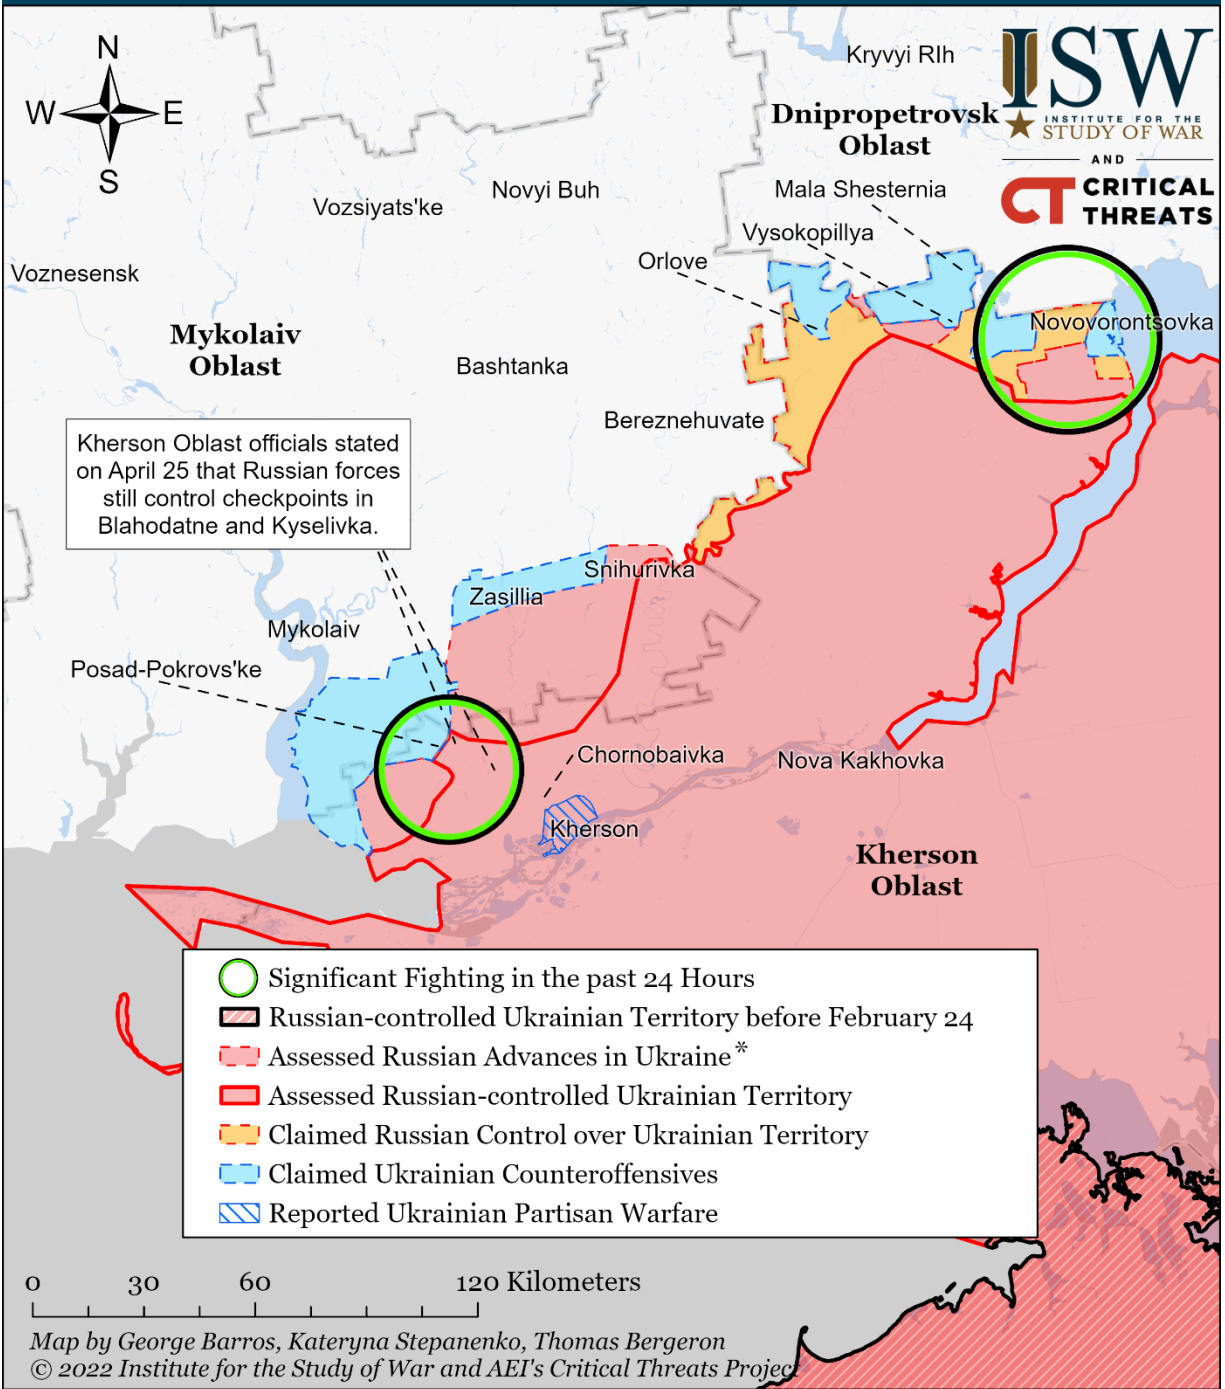 N
W
E
S
Kryvyi RIh
ISW
INSTITUTE FOR THE
STUDY OF WAR
AND
CT CRITICAL
THREATS
Dnipropetrovsk
Oblast
Mala Shesternia
Novyi Buh
Vozsiyats'ke
Vysokopillya
Orlove
Voznesensk
Novovorontsovka
Mykolaiv
Oblast
Bashtanka
Bereznehuvate
Kherson Oblast officials stated
on April 25 that Russian forces
still control checkpoints in
Blahodatne and Kyselivka.
Snihurivka
Zasillia
Mykolaiv
Posad-Pokrovs'ke
Chornobaivka
Nova Kakhovka
Kherson
Kherson
Oblast
Significant Fighting in the past 24 Hours
Russian-controlled Ukrainian Territory before February 24
Assessed Russian Advances in Ukraine*
Assessed Russian-controlled Ukrainian Territory
Claimed Russian Control over Ukrainian Territory
Claimed Ukrainian Counteroffensives
Reported Ukrainian Partisan Warfare
0 30 60 120 Kilometers
Map by George Barros, Kateryna Stepanenko, Thomas Bergeron
© 2022 Institute for the Study of War and AEI's Critical Threats Project